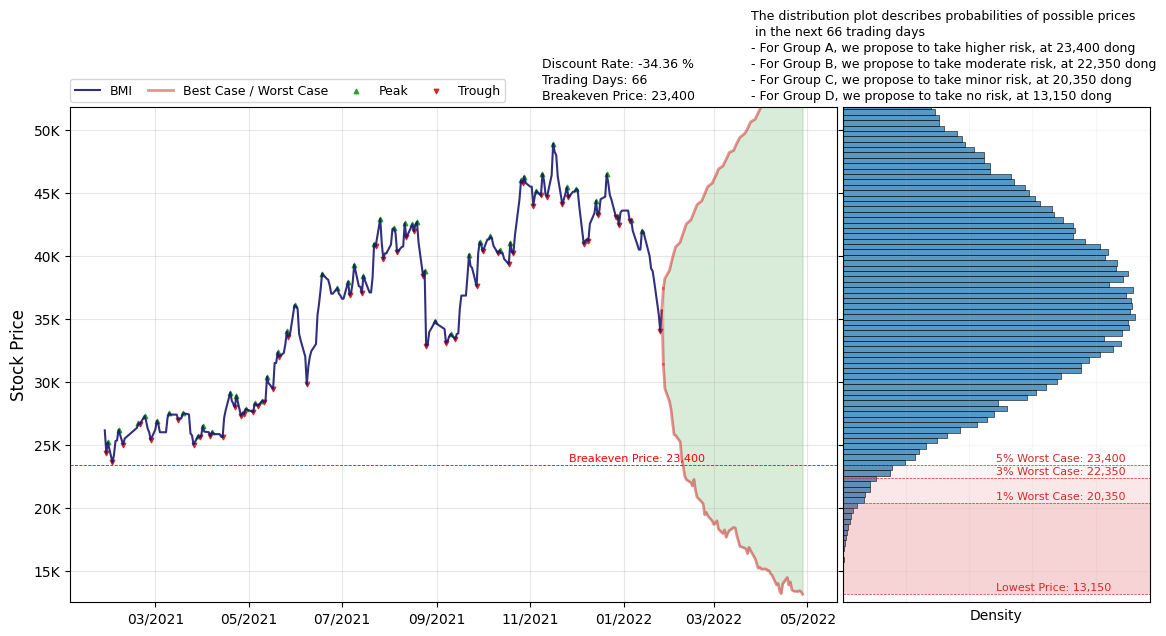 The distribution plot describes probabilities of possible prices
in the next 66 trading days
- For Group A, we propose to take higher risk, at 23,400 dong
- For Group B, we propose to take moderate risk, at 22,350 dong
- For Group C, we propose to take minor risk, at 20,350 dong
- For Group D, we propose to take no risk, at 13,150 dong
Discount Rate: -34.36 %
Trading Days: 66
Breakeven Price: 23,400
BMI
Best Case / Worst Case
Peak
Trough
Stock Price
50K
45K
40K
35K
30K
25K
20K
15K
Breakeven Price: 23,400
03/2021
05/2021
07/2021
09/2021
11/2021
01/2022
03/2022
05/2022
5% Worst Case: 23,400
3% Worst Case: 22,350
1% Worst Case: 20,350
Lowest Price: 13,150
Density